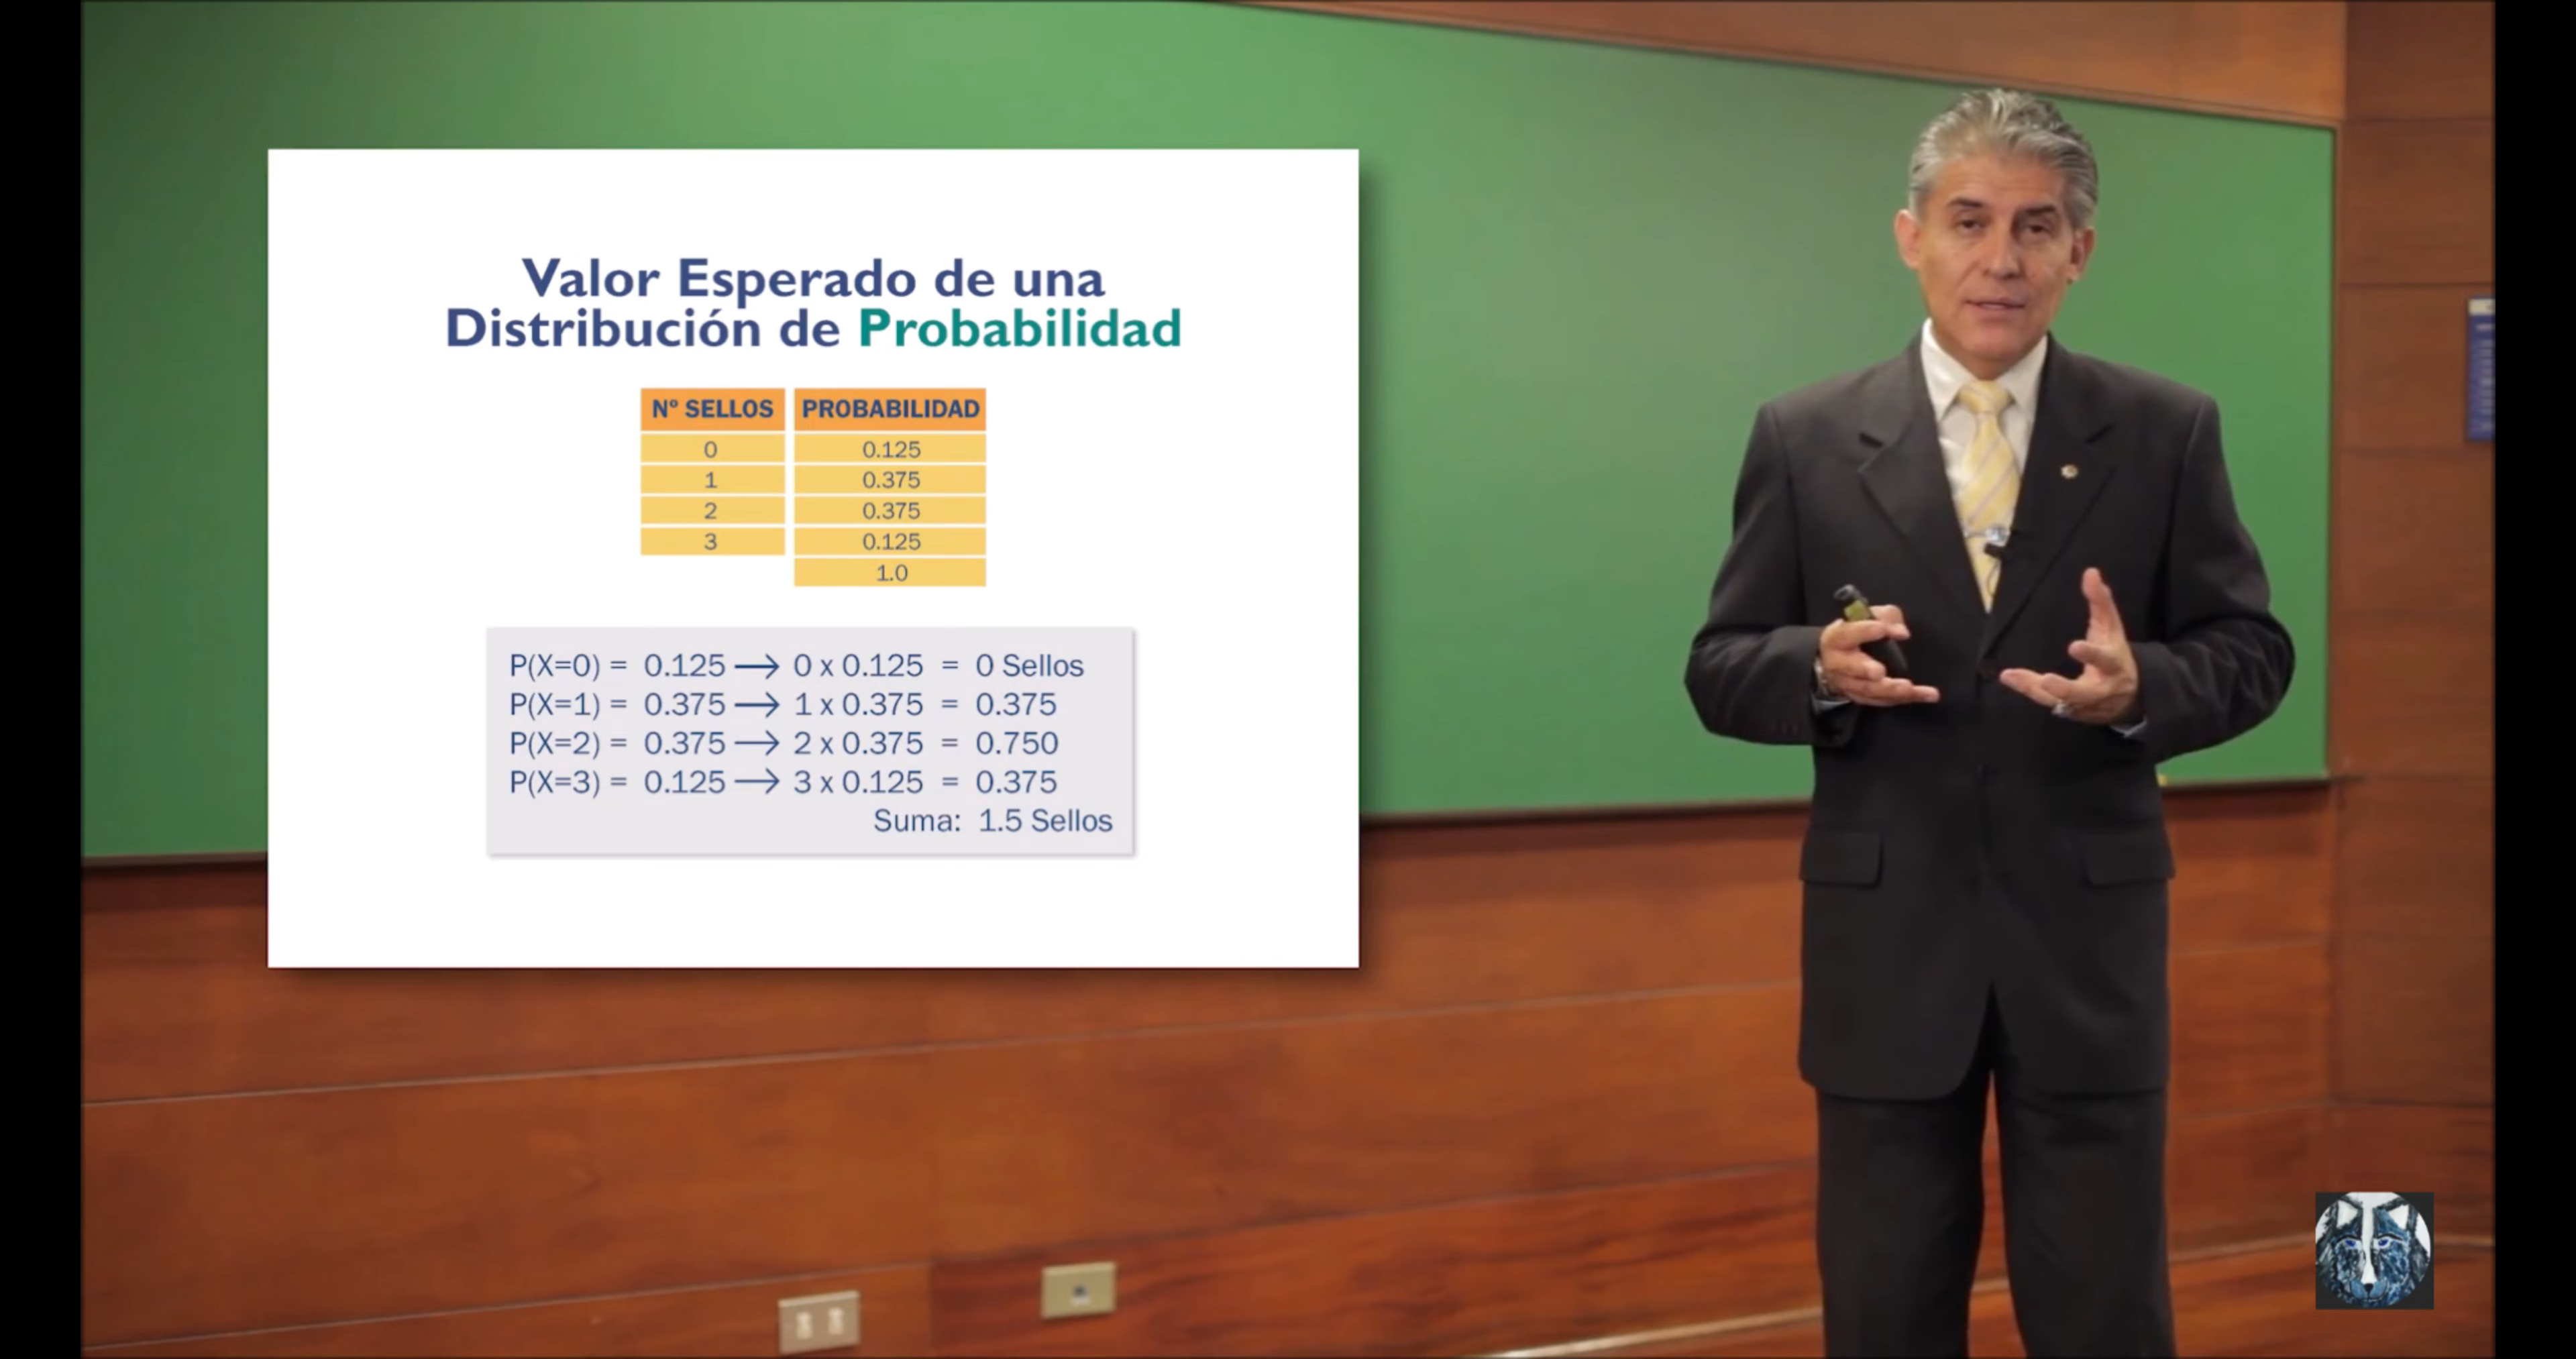 Valor Esperado de una
Distribución de Probabilidad
Nº SELLOS PROBABILIDAD
0 0.125
1 0.375
2 0.375
3 0.125
1.0
P(X=0) = 0.125 → 0 x 0.125 = 0 Sellos
P(X=1) = 0.375 → 1 x 0.375 = 0.375
P(X=2) = 0.375 → 2 x 0.375 = 0.750
P(X=3) = 0.125 → 3 x 0.125 = 0.375
Suma: 1.5 Sellos